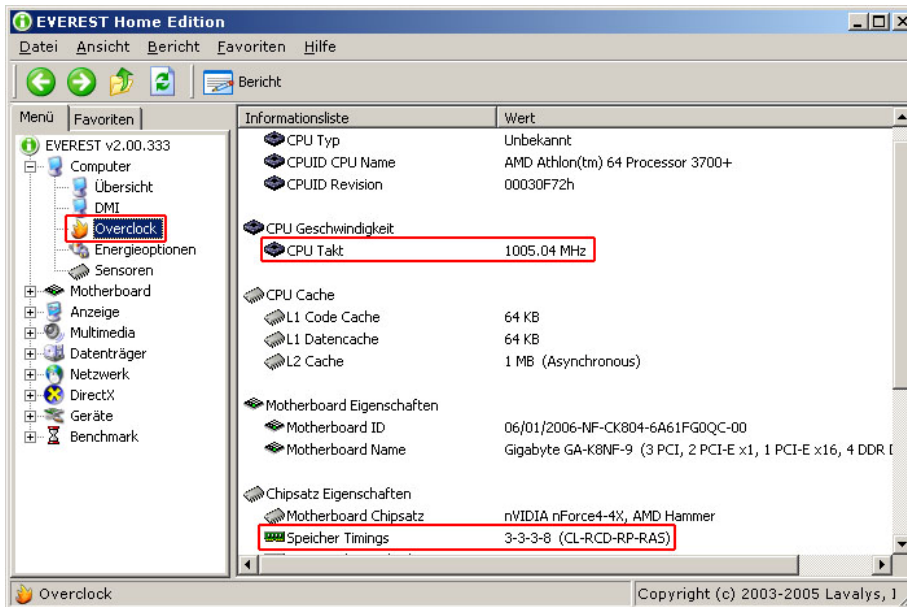 EVEREST Home Edition
Datei Ansicht Bericht Favoriten Hilfe
Bericht
Menü Favoriten
Informationsliste Wert
EVEREST v2.00.333
Computer
Übersicht
DMI
Overclock
Energieoptionen
Sensoren
Motherboard
Anzeige
Multimedia
Datenträger
Netzwerk
DirectX
Geräte
Benchmark
CPU Typ Unbekannt
CPUID CPU Name AMD Athlon(tm) 64 Processor 3700+
CPUID Revision 00030F72h
CPU Geschwindigkeit
CPU Takt 1005.04 MHz
CPU Cache
L1 Code Cache 64 KB
L1 Datencache 64 KB
L2 Cache 1 MB (Asynchronous)
Motherboard Eigenschaften
Motherboard ID 06/01/2006-NF-CK804-6A61FG0QC-00
Motherboard Name Gigabyte GA-K8NF-9 (3 PCI, 2 PCI-E x1, 1 PCI-E x16, 4 DDR
Chipsatz Eigenschaften
Motherboard Chipsatz nVIDIA nForce4-4X, AMD Hammer
Speicher Timings 3-3-3-8 (CL-RCD-RP-RAS)
Overclock
Copyright (c) 2003-2005 Lavalys,